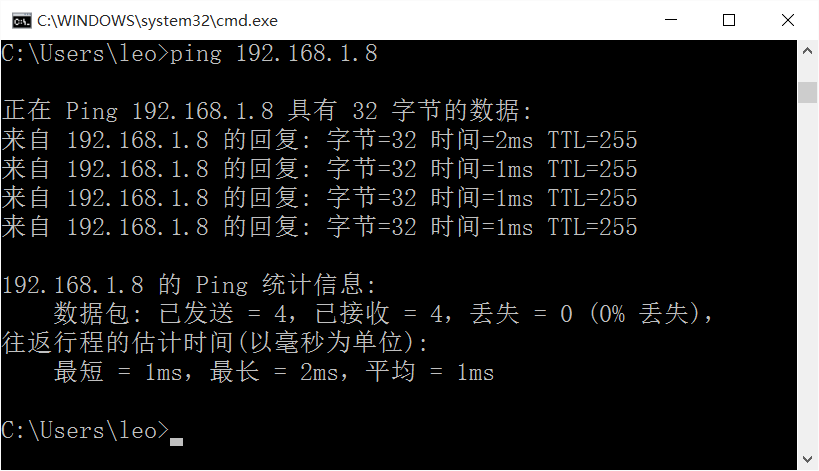 C:\WINDOWS\system32\cmd.exe
C:\Users\leo>ping 192.168.1.8
正在 Ping 192.168.1.8 具有 32 字节的数据:
来自 192.168.1.8 的回复: 字节=32 时间=2ms TTL=255
来自 192.168.1.8 的回复: 字节=32 时间=1ms TTL=255
来自 192.168.1.8 的回复: 字节=32 时间=1ms TTL=255
来自 192.168.1.8 的回复: 字节=32 时间=1ms TTL=255
192.168.1.8 的 Ping 统计信息:
数据包: 已发送 = 4，已接收 = 4，丢失 = 0 (0% 丢失)，
往返行程的估计时间(以毫秒为单位):
最短 = 1ms，最长 = 2ms，平均 = 1ms
C:\Users\leo>